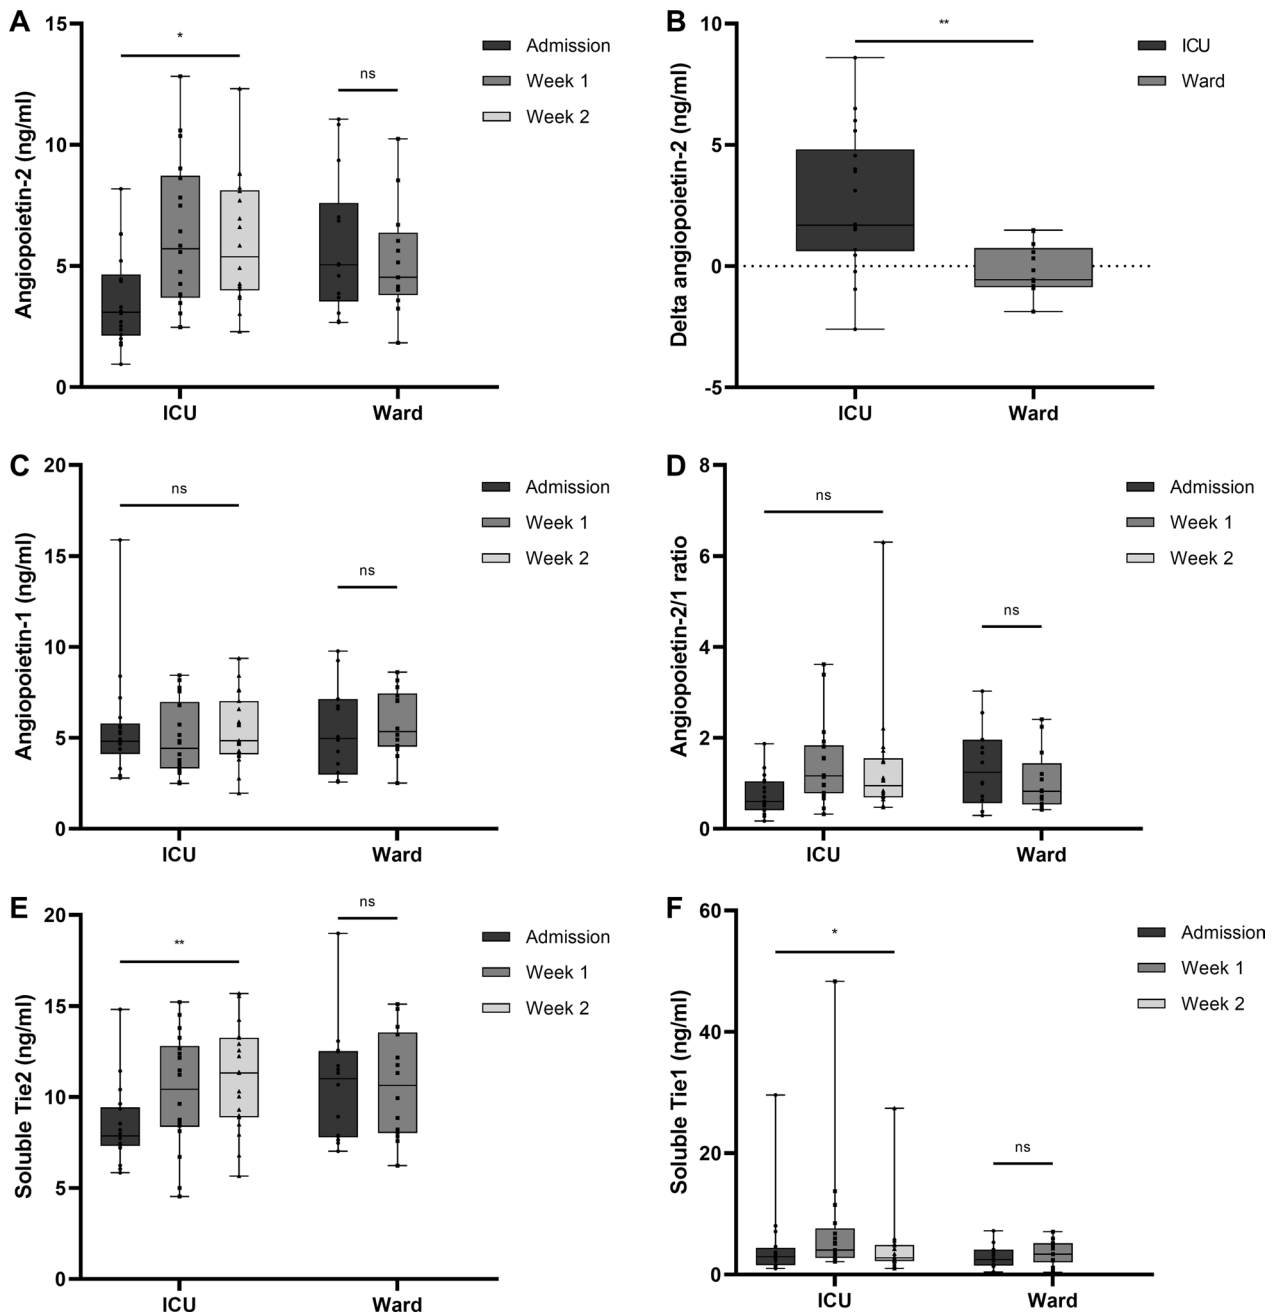 A
Angiopoietin-2 (ng/ml)
15
10
5
0
*
ns
Admission
Week 1
Week 2
ICU
Ward
B
Delta angiopoietin-2 (ng/ml)
10
5
0
-5
**
ICU
Ward
ICU
Ward
C
Angiopoietin-1 (ng/ml)
20
15
10
5
0
ns
ns
Admission
Week 1
Week 2
ICU
Ward
D
Angiopoietin-2/1 ratio
8
6
4
2
0
ns
ns
Admission
Week 1
Week 2
ICU
Ward
E
Soluble Tie2 (ng/ml)
20
15
10
5
0
**
ns
Admission
Week 1
Week 2
ICU
Ward
F
Soluble Tie1 (ng/ml)
60
40
20
0
*
ns
Admission
Week 1
Week 2
ICU
Ward